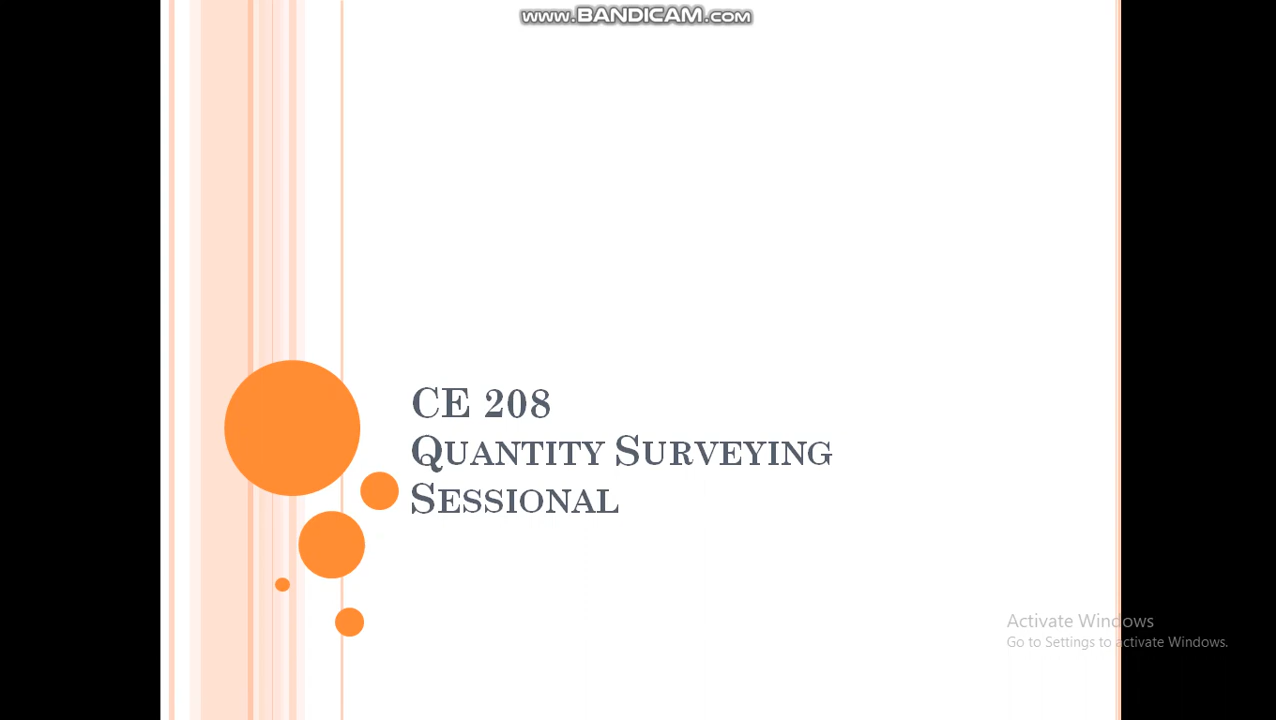 www.BANDICAM.com
CE 208
QUANTITY SURVEYING
SESSIONAL
Activate Windows
Go to Settings to activate Windows.